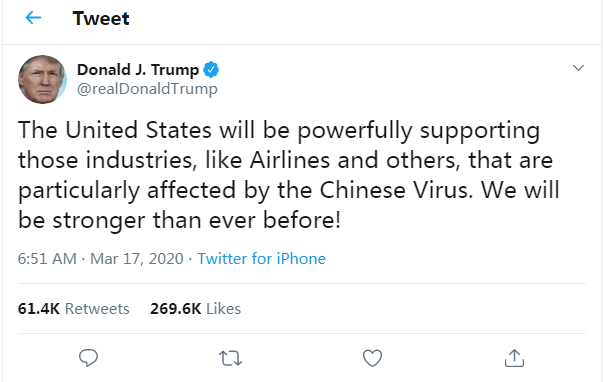 Tweet
Donald J. Trump
@realDonaldTrump
The United States will be powerfully supporting
those industries, like Airlines and others, that are
particularly affected by the Chinese Virus. We will
be stronger than ever before!
6:51 AM · Mar 17, 2020 · Twitter for iPhone
61.4K Retweets 269.6K Likes